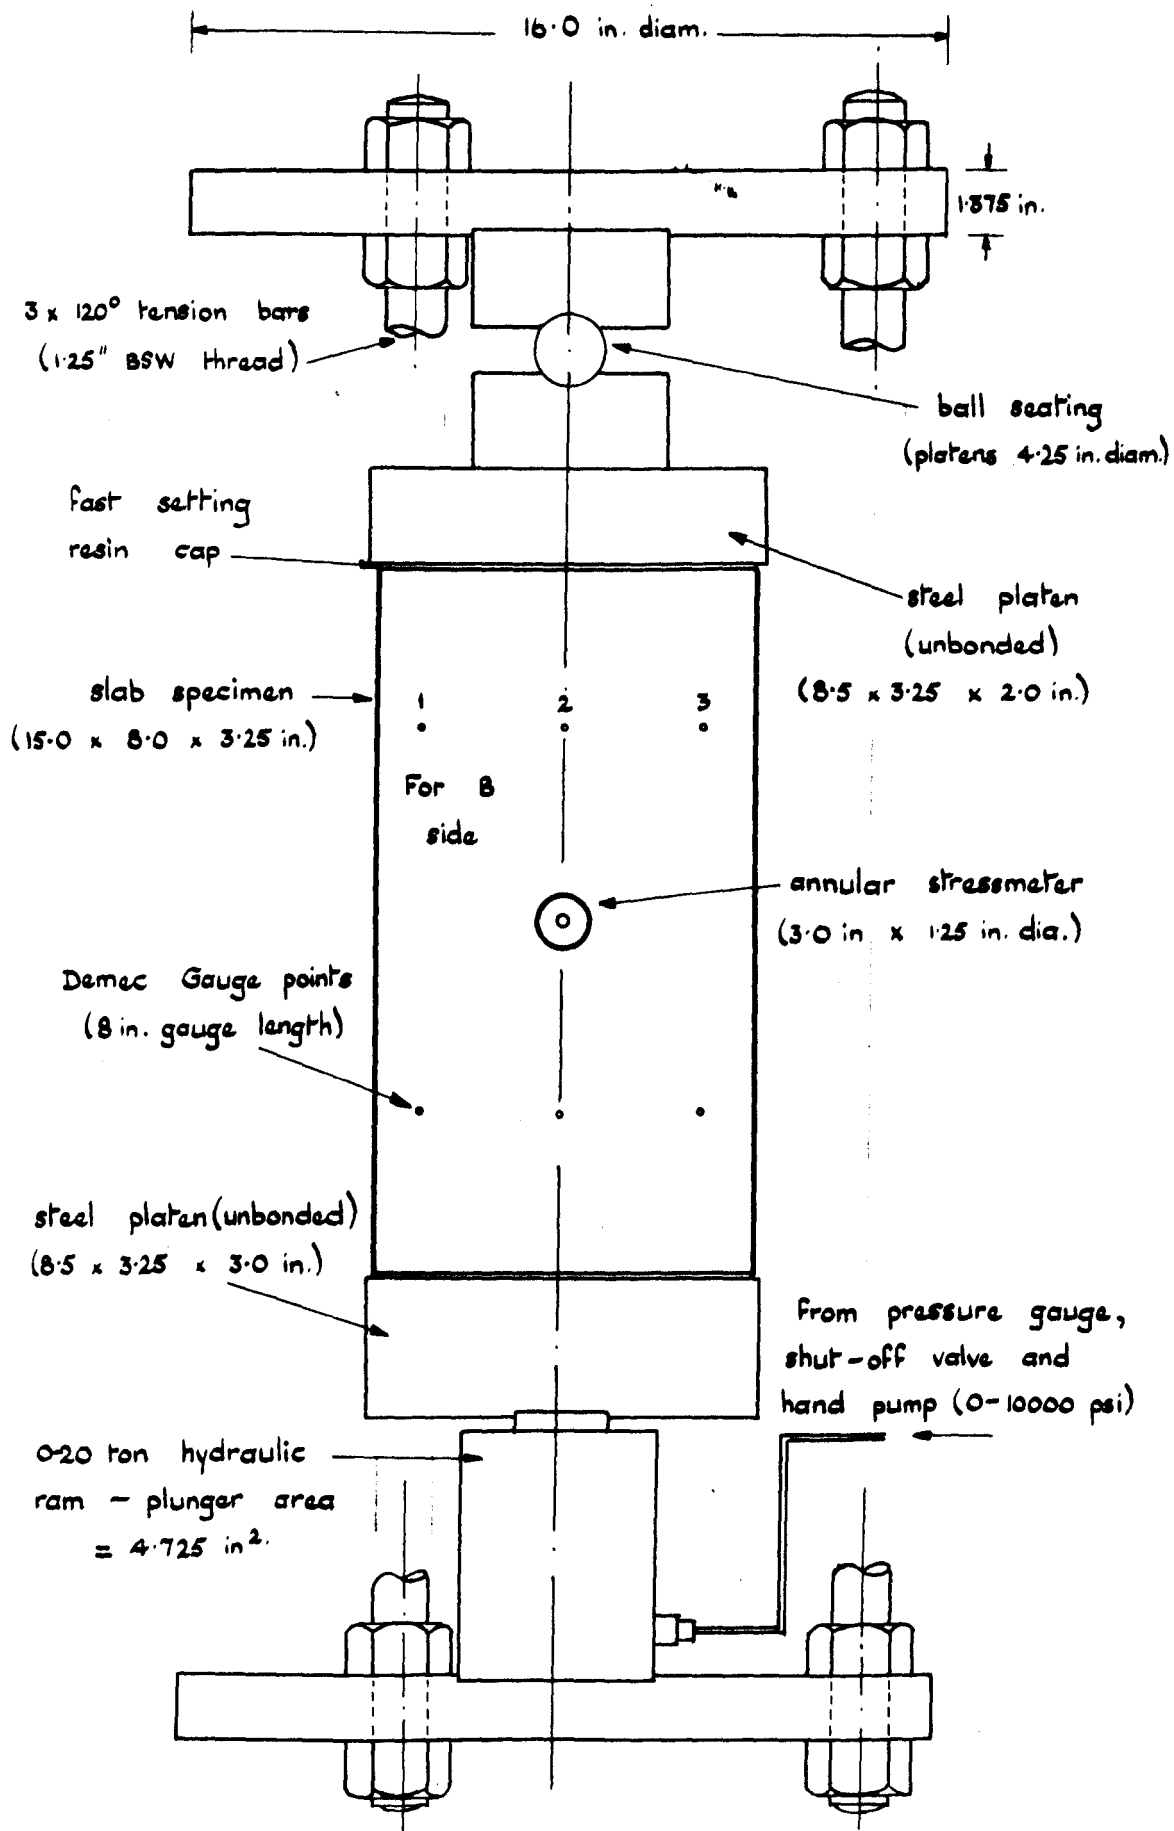 16.0 in. diam.
1.375 in.
3 x 120° tension bars
(1.25" BSW thread)
ball seating
(platens 4.25 in. diam.)
fast setting
resin cap
steel platen
(unbonded)
(8.5 x 3.25 x 2.0 in.)
slab specimen
(15.0 x 8.0 x 3.25 in.)
1 2 3
For B
side
annular stressmeter
(3.0 in x 1.25 in. dia.)
Demec Gauge points
(8 in. gauge length)
steel platen (unbonded)
(8.5 x 3.25 x 3.0 in.)
From pressure gauge,
shut-off valve and
hand pump (0-10000 psi)
0-20 ton hydraulic
ram - plunger area
= 4.725 in².